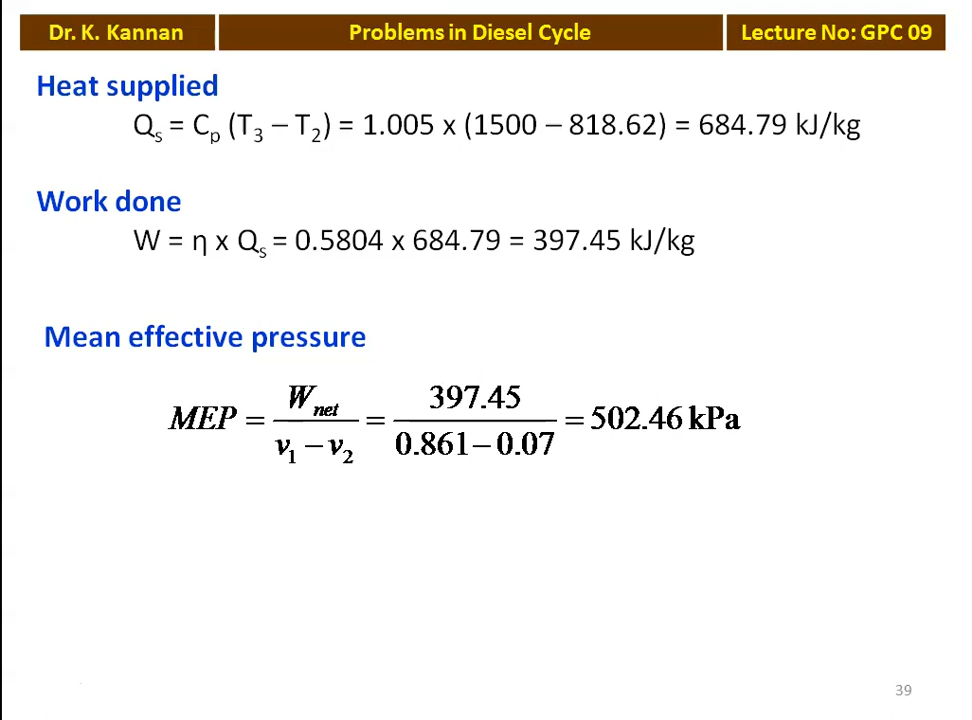 Dr. K. Kannan Problems in Diesel Cycle Lecture No: GPC 09
Heat supplied
Qs = Cp (T3 – T2) = 1.005 x (1500 – 818.62) = 684.79 kJ/kg
Work done
W = η x Qs = 0.5804 x 684.79 = 397.45 kJ/kg
Mean effective pressure
MEP = Wnet / (v1 – v2) = 397.45 / (0.861 – 0.07) = 502.46 kPa
39